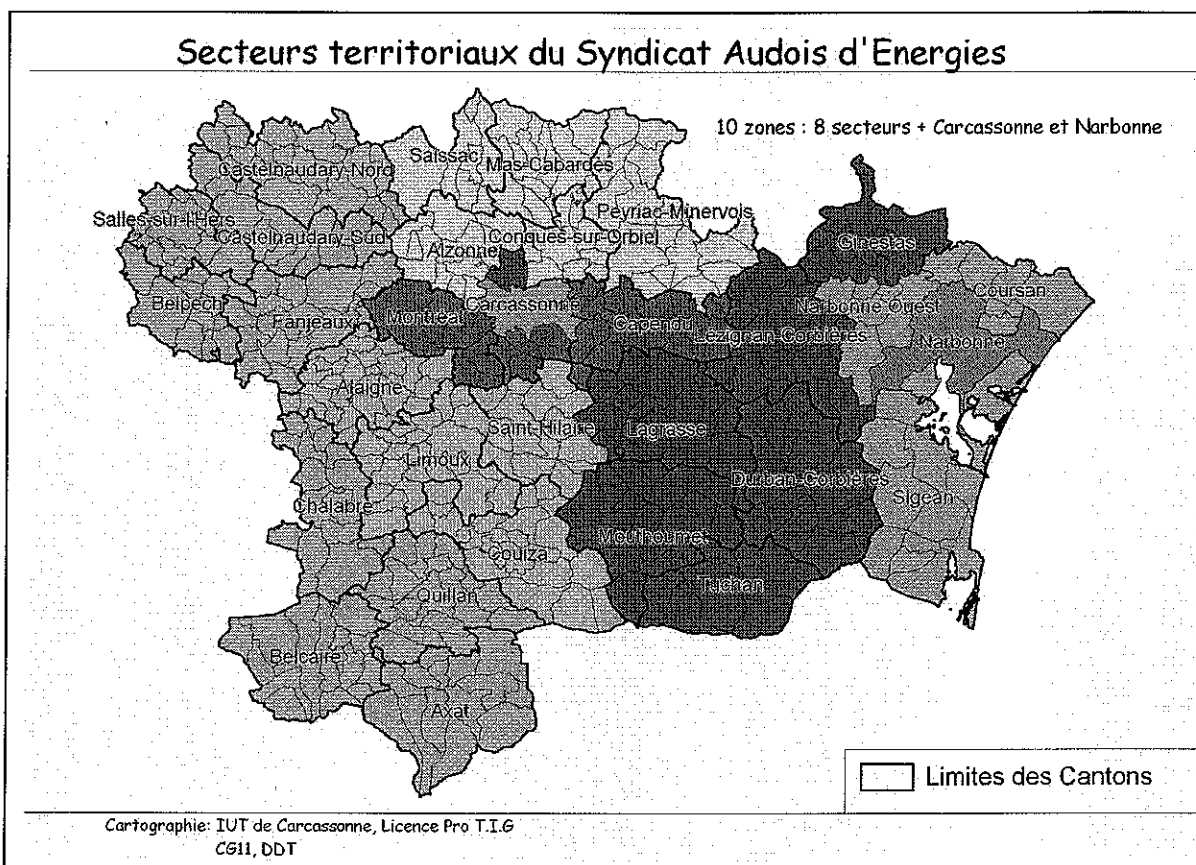 Secteurs territoriaux du Syndicat Audois d'Energies
10 zones : 8 secteurs + Carcassonne et Narbonne
Saissac
Mas-Cabardès
Castelnaudary-Nord
Salles-sur-l'Hers
Castelnaudary-Sud
Peyriac-Minervois
Conques-sur-Orbiel
Alzonne
Ginestas
Belpech
Fanjeaux
Montréal
Carcassonne
Capendu
Lézignan-Corbières
Narbonne Ouest
Coursan
Narbonne
Alaigne
Saint-Hilaire
Lagrasse
Limoux
Durban-Corbières
Sigean
Chalabre
Mouthoumet
Couiza
Quillan
Tuchan
Belcaire
Axat
Limites des Cantons
Cartographie: IUT de Carcassonne, Licence Pro T.I.G
CG11, DDT